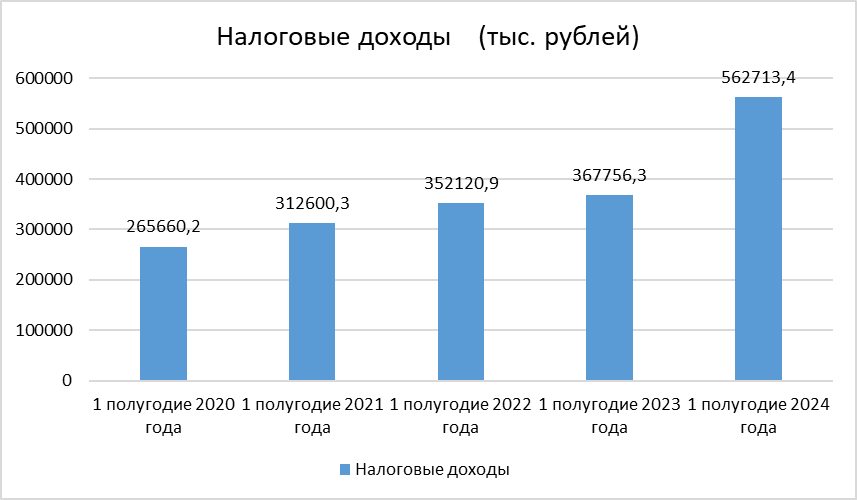 Налоговые доходы (тыс. рублей)
600000
500000
400000
300000
200000
100000
0
265660,2
312600,3
352120,9
367756,3
562713,4
1 полугодие 2020 года
1 полугодие 2021 года
1 полугодие 2022 года
1 полугодие 2023 года
1 полугодие 2024 года
Налоговые доходы